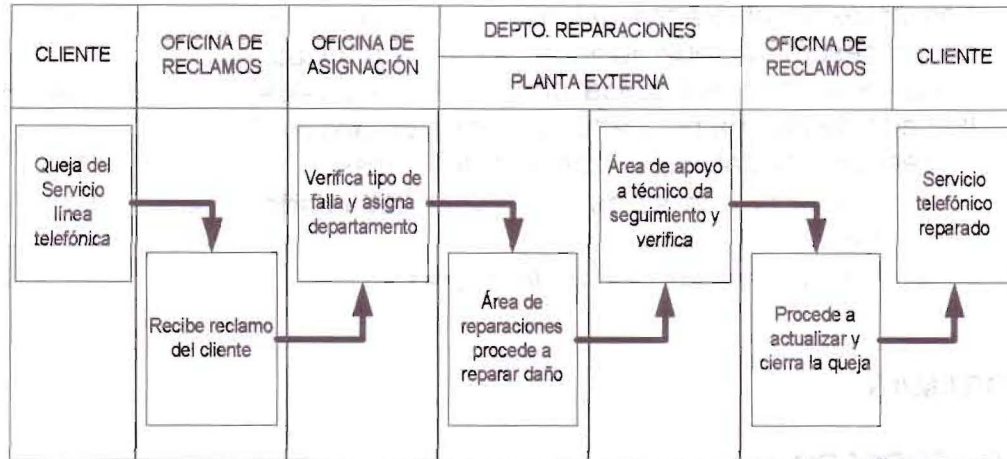 CLIENTE
OFICINA DE
RECLAMOS
OFICINA DE
ASIGNACIÓN
DEPTO. REPARACIONES
PLANTA EXTERNA
OFICINA DE
RECLAMOS
CLIENTE
Queja del
Servicio
línea
telefónica
Recibe reclamo
del cliente
Verifica tipo de
falla y asigna
departamento
Área de
reparaciones
procede a
reparar daño
Área de apoyo
a técnico da
seguimiento y
verifica
Procede a
actualizar y
cierra la queja
Servicio
telefónico
reparado